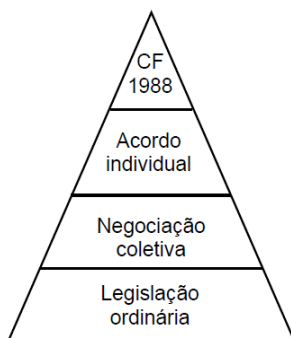 CF
1988
Acordo
individual
Negociação
coletiva
Legislação
ordinária